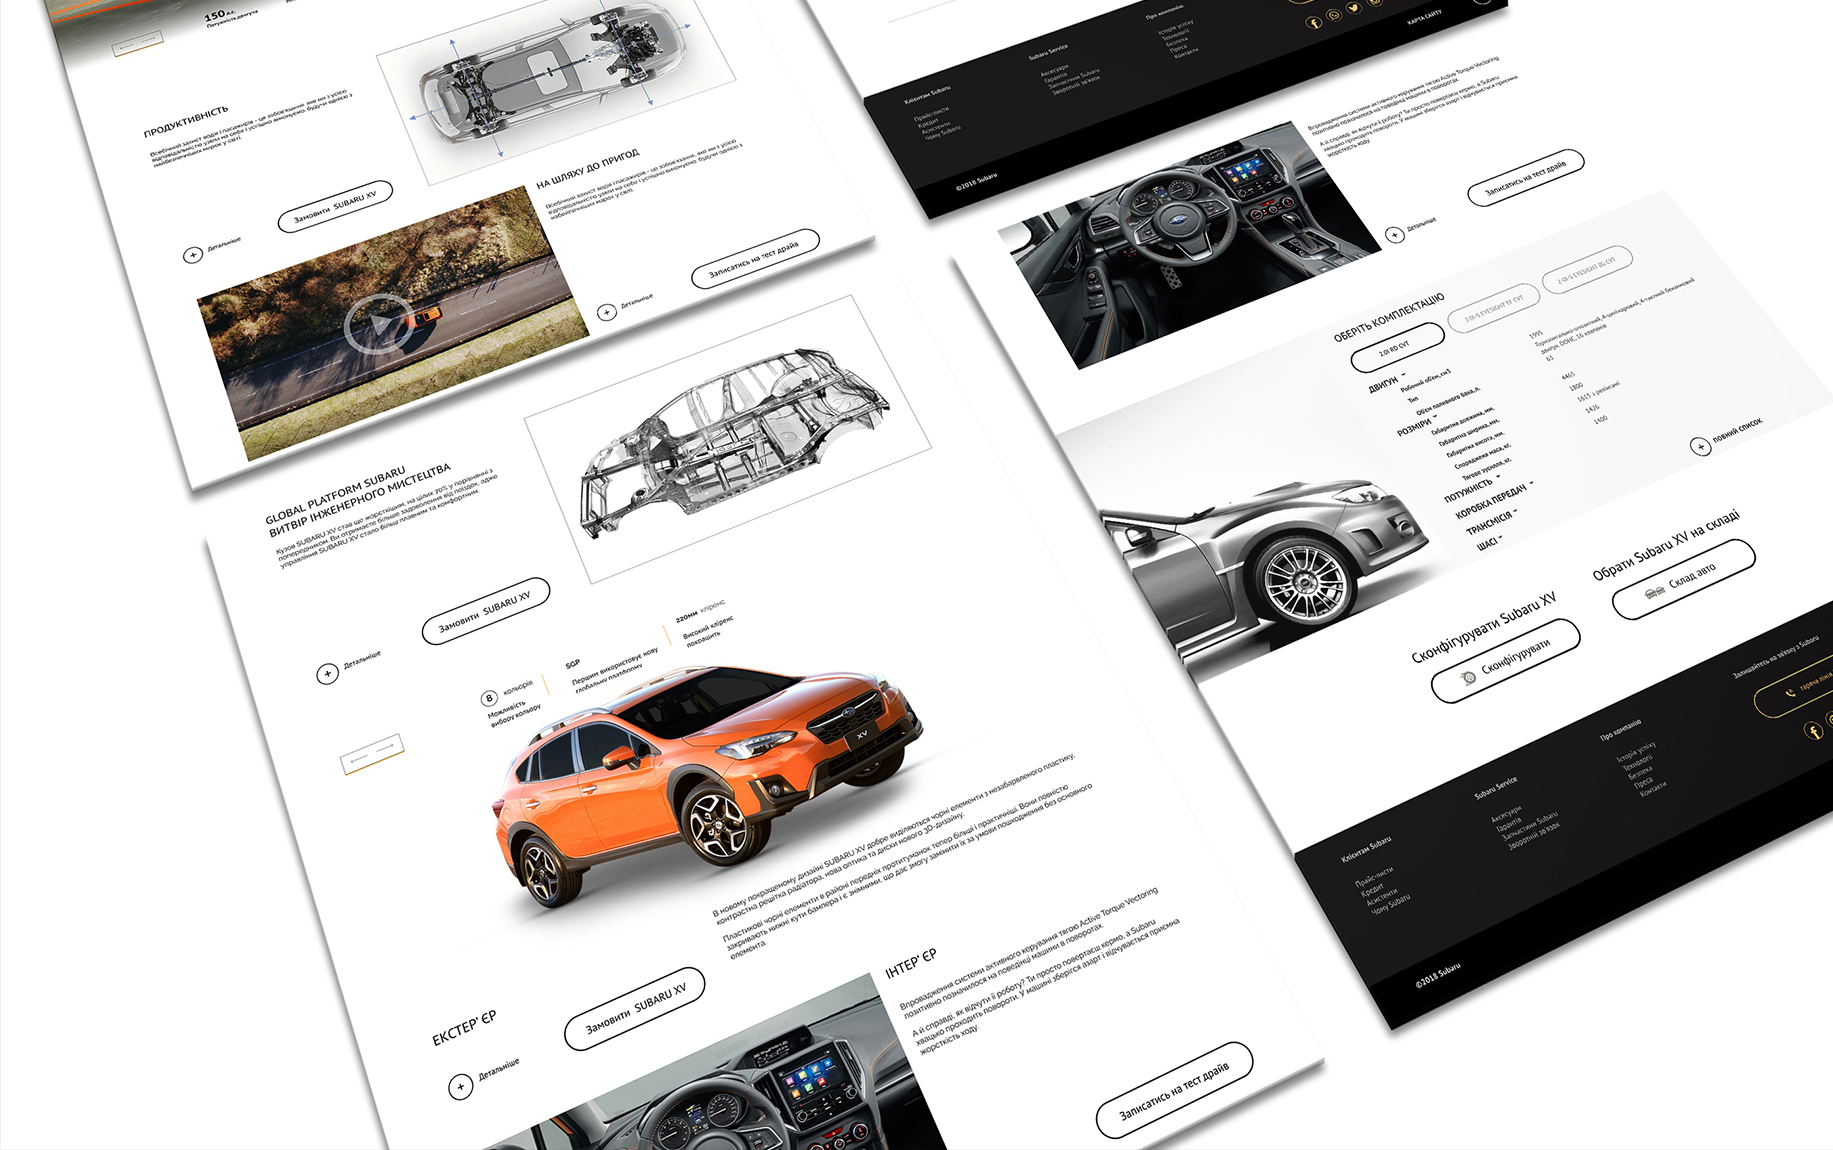 150 л.с.
Потужність двигуна
ПРОДУКТИВНІСТЬ
Всебічний захист водія і пасажирів - це зобов'язання, яке ми з усією
відповідальністю узяли на себе і успішно виконуємо, будучи однією з
найбезпечніших марок у світі.
Замовити SUBARU XV
Детальніше
НА ШЛЯХУ ДО ПРИГОД
Всебічний захист водія і пасажирів - це зобов'язання, яке ми з усією
відповідальністю узяли на себе і успішно виконуємо, будучи однією з
найбезпечніших марок у світі.
Детальніше
Записатись на тест драйв
GLOBAL PLATFORM SUBARU
ВИТВІР ІНЖЕНЕРНОГО МИСТЕЦТВА
Кузов SUBARU XV став ще жорсткішим, на цілих 70% у порівнянні з
попередником. Ви отримаєте більше задоволення від поїздок, адже
управління SUBARU XV стало більш плавним та комфортним.
Замовити SUBARU XV
Детальніше
8 кольорів
Можливість
вибору кольору
SGP
Першим використовує нову
глобальну платформу
220мм кліренс
Високий кліренс
покращить
XV
В новому покращеному дизайні SUBARU XV добре виділяються чорні елементи з незабарвленого пластику,
контрастна решітка радіатора, нова оптика та диски нового 3D-дизайну.
Пластикові чорні елементи в районі передніх протитуманок тепер більші і практичніші. Вони повністю
закривають нижні кути бампера і є знімними, що дає змогу замінити їх за умови пошкодження без основного
елемента.
ЕКСТЕР'ЄР
Замовити SUBARU XV
Детальніше
ІНТЕР'ЄР
Впровадження системи активного керування тягою Active Torque Vectoring
позитивно позначилося на поведінці машини в поворотах.
А й справді, як відчути її роботу? Ти просто повертаєш кермо, а Subaru
хвацько проходить повороти. У машині зберігся азарт і відчувається приємна
жорсткість ходу.
Записатись на тест драйв
Клієнтам Subaru
Прайс-листи
Кредит
Асистенти
Чому Subaru
Subaru Service
Аксесуари
Гарантія
Запчастини Subaru
Зворотній зв'язок
Про компанію
Історія успіху
Технології
Безпека
Преса
Контакти
КАРТА САЙТУ
©2018 Subaru
Впровадження системи активного керування тягою Active Torque Vectoring
позитивно позначилося на поведінці машини в поворотах.
А й справді, як відчути її роботу? Ти просто повертаєш кермо, а Subaru
хвацько проходить повороти. У машині зберігся азарт і відчувається приємна
жорсткість ходу.
Записатись на тест драйв
Детальніше
ОБЕРІТЬ КОМПЛЕКТАЦІЮ
2.0I RO CVT
2.0I-S EYESIGHT TF CVT
2.0I-S EYESIGHT ZG CVT
ДВИГУН
Робочий об'єм, см3
1995
Тип
Горизонтально-опозитний, 4-циліндровий, 4-тактний бензиновий
двигун DOHC, 16 клапанів
Об'єм паливного бака, л.
63
РОЗМІРИ
Габаритна довжина, мм.
4465
Габаритна ширина, мм.
1800
Габаритна висота, мм.
1615 з релінгами
Споряджена маса, кг.
1426
Тягове зусилля, кг.
1400
ПОТУЖНІСТЬ
КОРОБКА ПЕРЕДАЧ
ТРАНСМІСІЯ
ШАСІ
ПОВНИЙ СПИСОК
Сконфігурувати Subaru XV
Сконфігурувати
Обрати Subaru XV на складі
Склад авто
Клієнтам Subaru
Прайс-листи
Кредит
Асистенти
Чому Subaru
Subaru Service
Аксесуари
Гарантія
Запчастини Subaru
Зворотній зв'язок
Про компанію
Історія успіху
Технології
Безпека
Преса
Контакти
Залишайтесь на зв'язку з Subaru
гаряча лінія
©2018 Subaru